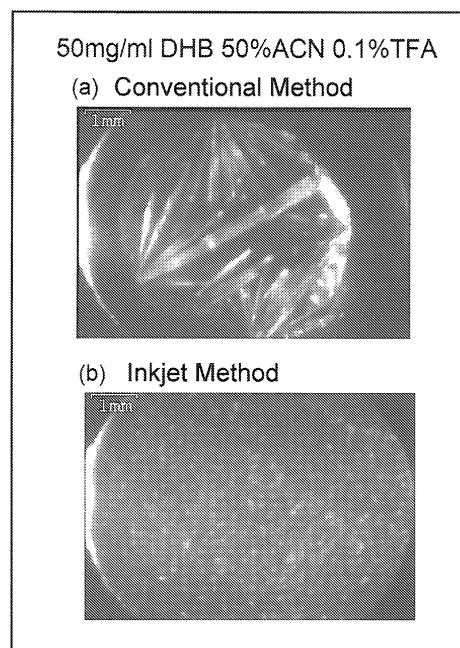 50mg/ml DHB 50%ACN 0.1%TFA
(a) Conventional Method
1mm
(b) Inkjet Method
1mm